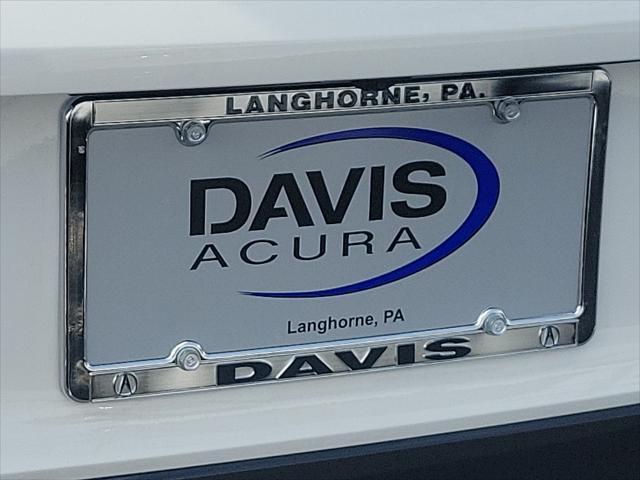 LANGHORNE, PA.
DAVIS
ACURA
Langhorne, PA
DAVIS